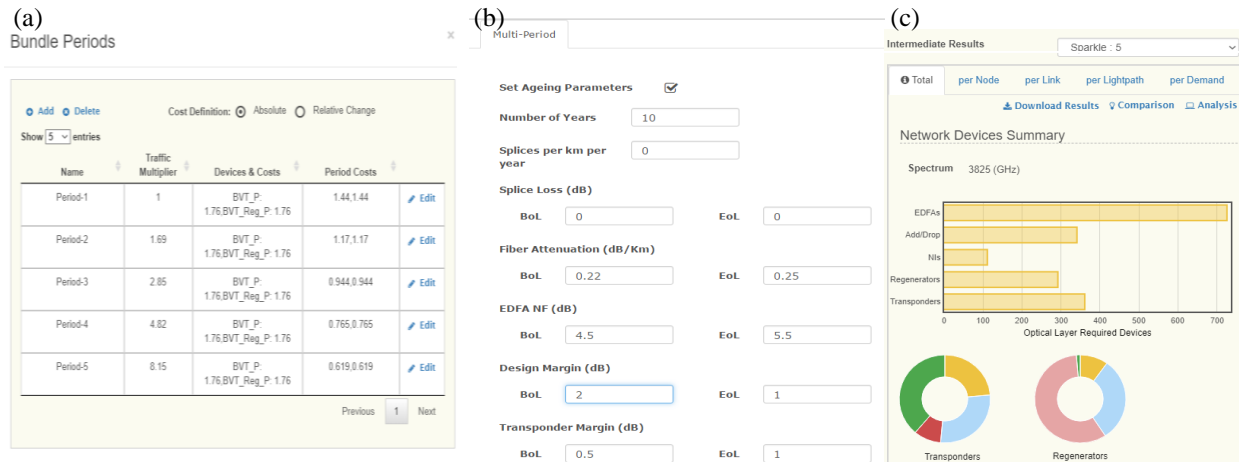 (a)
Bundle Periods
x
Add Delete Cost Definition: Absolute Relative Change
Show 5 entries
Name Traffic Multiplier Devices & Costs Period Costs
Period-1 1 BVT_P: 1.44,1.44 Edit
1.76,BVT_Reg_P: 1.76
Period-2 1.69 BVT_P: 1.17,1.17 Edit
1.76,BVT_Reg_P: 1.76
Period-3 2.85 BVT_P: 0.944,0.944 Edit
1.76,BVT_Reg_P: 1.76
Period-4 4.82 BVT_P: 0.765,0.765 Edit
1.76,BVT_Reg_P: 1.76
Period-5 8.15 BVT_P: 0.619,0.619 Edit
1.76,BVT_Reg_P: 1.76
Previous 1 Next
(b)
Multi-Period
Set Ageing Parameters
Number of Years 10
Splices per km per year 0
Splice Loss (dB)
BoL 0 EoL 0
Fiber Attenuation (dB/Km)
BoL 0.22 EoL 0.25
EDFA NF (dB)
BoL 4.5 EoL 5.5
Design Margin (dB)
BoL 2 EoL 1
Transponder Margin (dB)
BoL 0.5 EoL 1
(c)
Intermediate Results Sparkle : 5
Total per Node per Link per Lightpath per Demand
Download Results Comparison Analysis
Network Devices Summary
Spectrum 3825 (GHz)
EDFAs
Add/Drop
NIs
Regenerators
Transponders
0 100 200 300 400 500 600 700
Optical Layer Required Devices
Transponders Regenerators